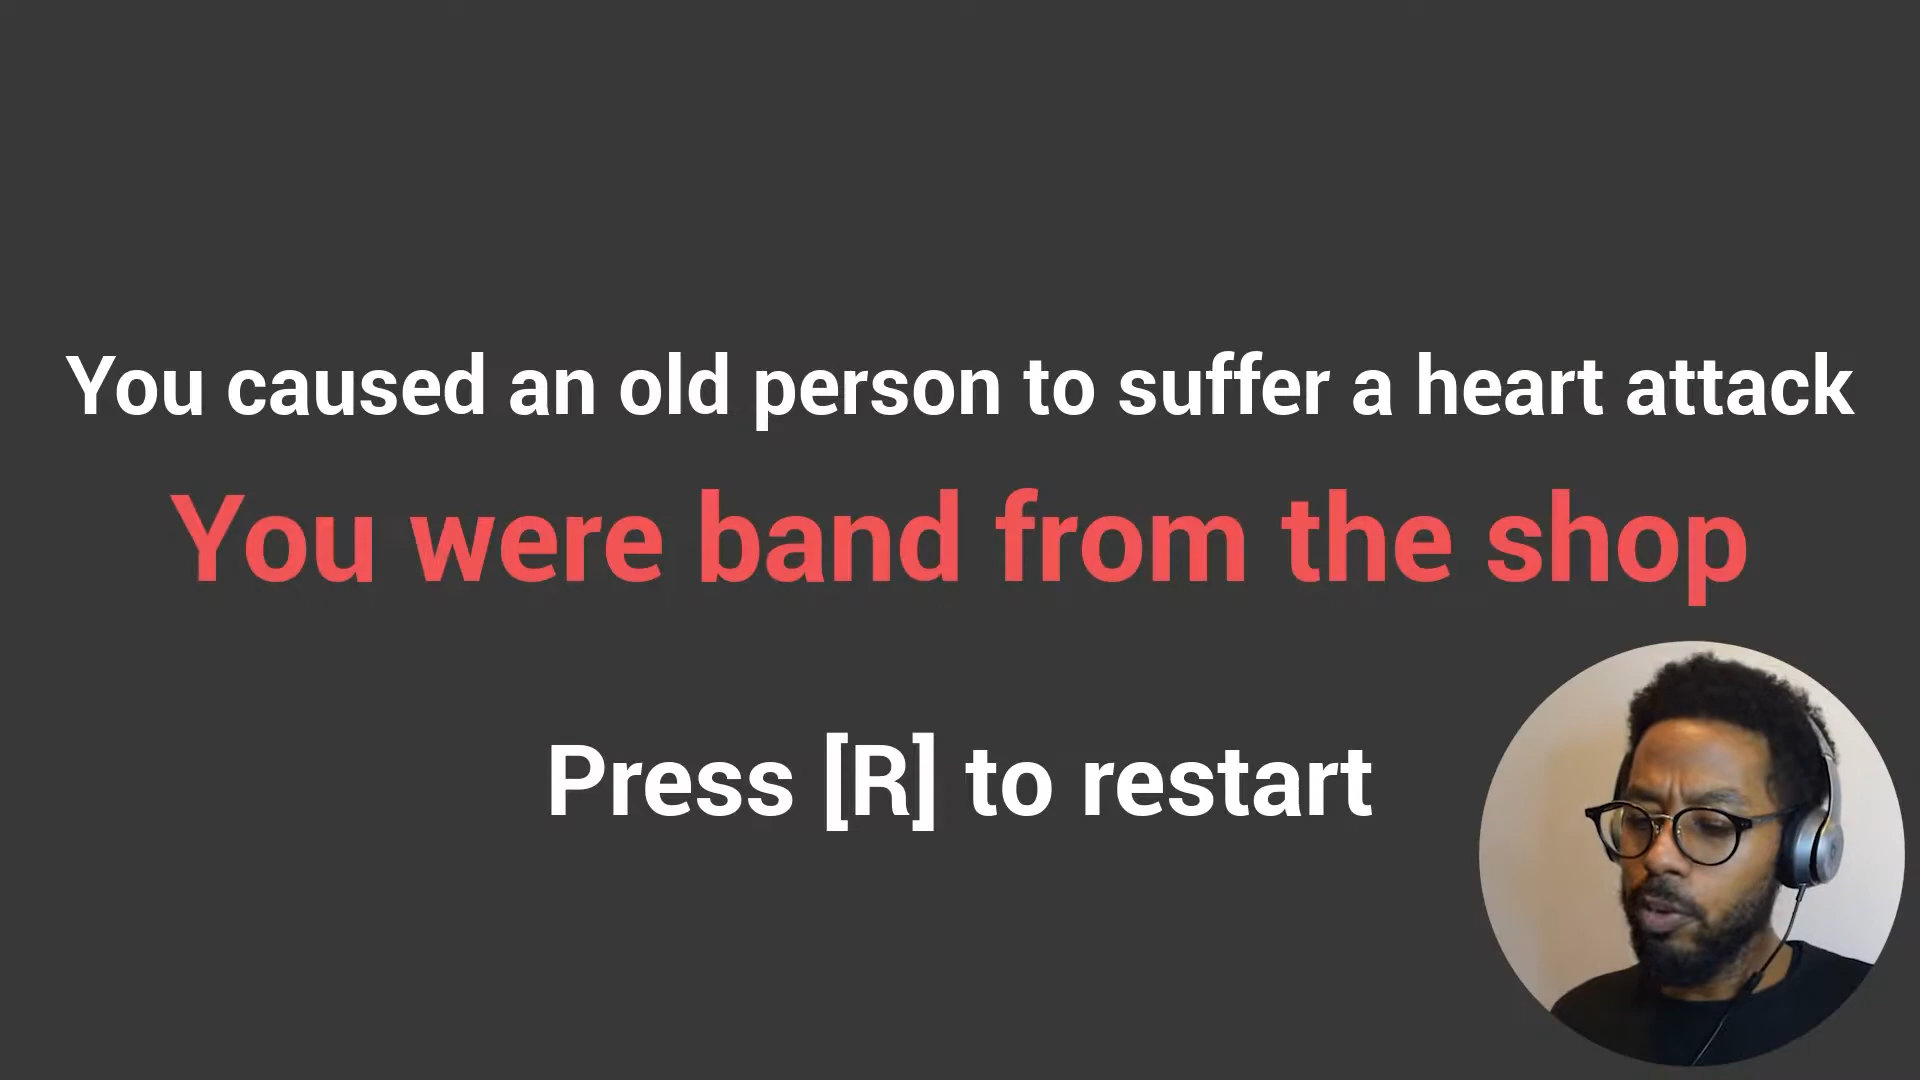 You caused an old person to suffer a heart attack
You were band from the shop
Press [R] to restart